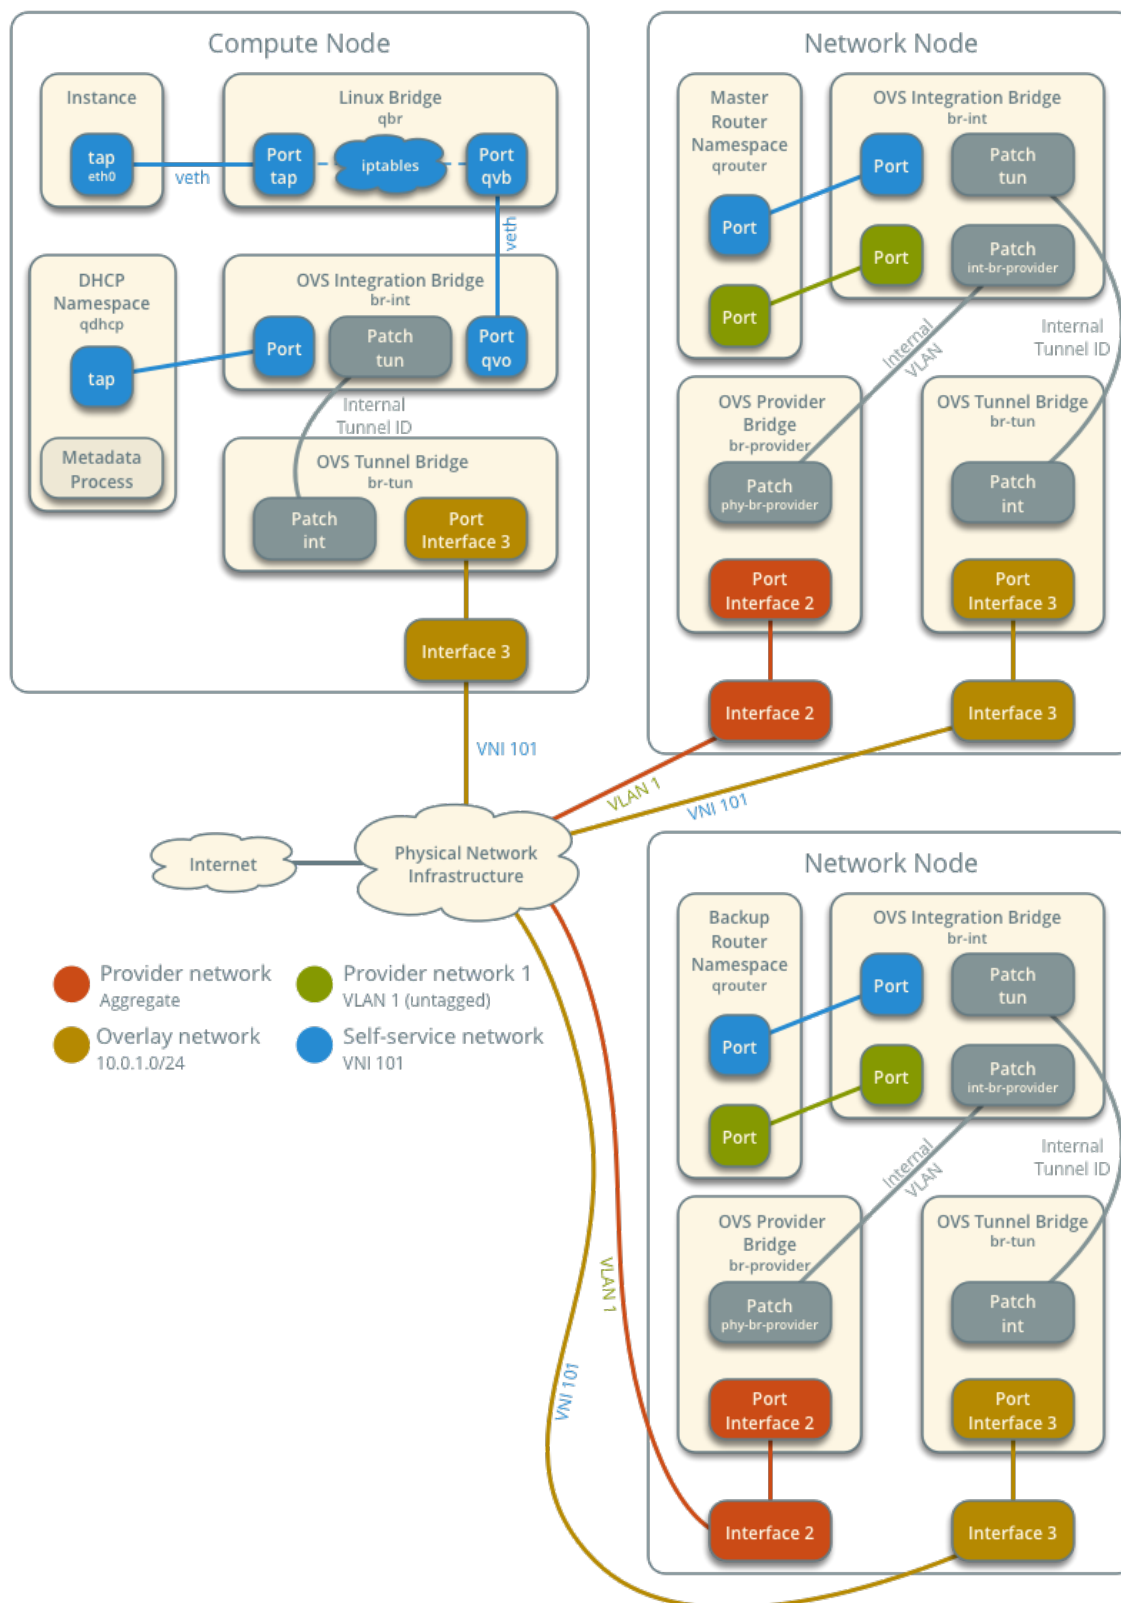 Compute Node
Instance
tap
eth0
veth
Linux Bridge
qbr
Port
tap
iptables
Port
qvb
veth
DHCP
Namespace
qdhcp
tap
Metadata
Process
OVS Integration Bridge
br-int
Port
Patch
tun
Port
qvo
Internal
Tunnel ID
OVS Tunnel Bridge
br-tun
Patch
int
Port
Interface 3
Interface 3
VNI 101
Network Node
Master
Router
Namespace
qrouter
Port
Port
OVS Integration Bridge
br-int
Port
Patch
tun
Port
Patch
int-br-provider
Internal
VLAN
Internal
Tunnel ID
OVS Provider
Bridge
br-provider
Patch
phy-br-provider
Port
Interface 2
OVS Tunnel Bridge
br-tun
Patch
int
Port
Interface 3
Interface 2
Interface 3
VLAN 1
VNI 101
Internet
Physical Network
Infrastructure
Provider network
Aggregate
Provider network 1
VLAN 1 (untagged)
Overlay network
10.0.1.0/24
Self-service network
VNI 101
Network Node
Backup
Router
Namespace
qrouter
Port
Port
OVS Integration Bridge
br-int
Port
Patch
tun
Port
Patch
int-br-provider
Internal
VLAN
Internal
Tunnel ID
OVS Provider
Bridge
br-provider
Patch
phy-br-provider
Port
Interface 2
OVS Tunnel Bridge
br-tun
Patch
int
Port
Interface 3
Interface 2
Interface 3
VLAN 1
VNI 101